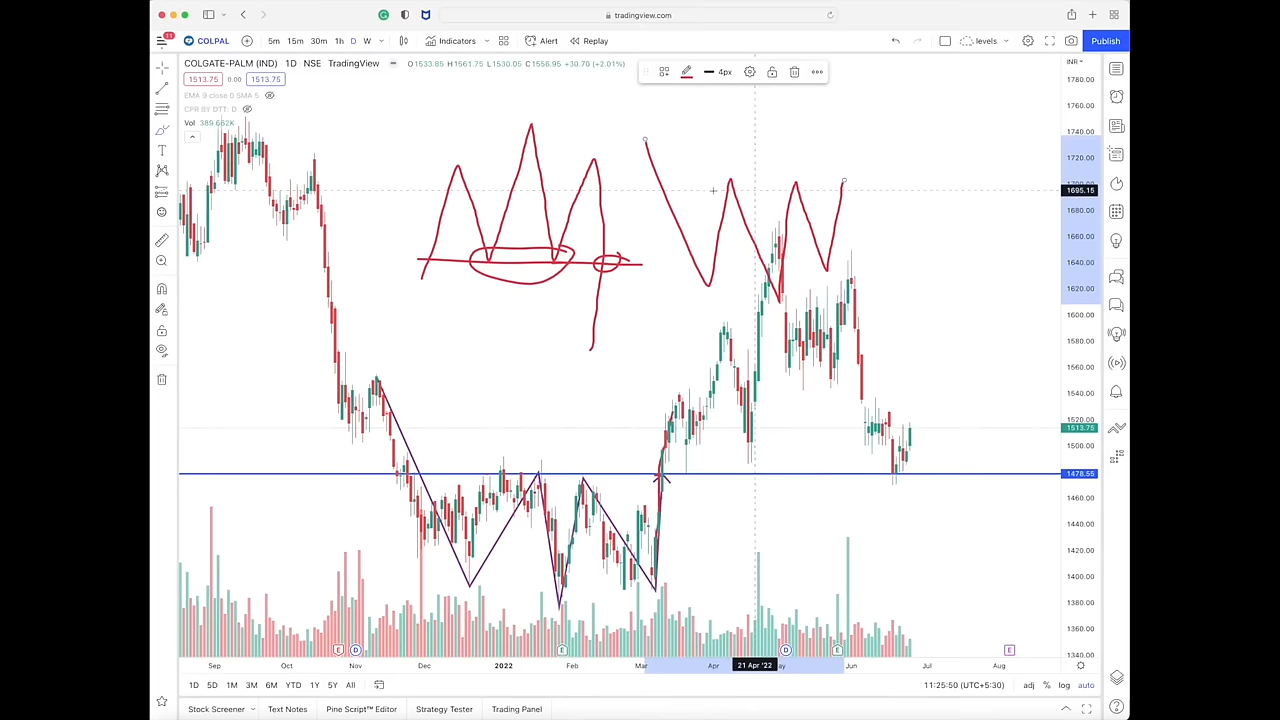 tradingview.com
11
COLPAL 5m 15m 30m 1h D W Indicators Alert Replay levels Publish
COLGATE-PALM (IND) 1D NSE TradingView O1533.85 H1561.75 L1530.05 C1556.95 +30.70 (+2.01%) INR
1513.75 0.00 1513.75 4px
EMA 9 close 0 SMA 5
CPR BY DTT: D
Vol 389.662K
1780.00
1760.00
1740.00
1720.00
1695.15
1680.00
1660.00
1640.00
1620.00
1600.00
1580.00
1560.00
1540.00
1520.00
1513.75
1500.00
1478.55
1460.00
1440.00
1420.00
1400.00
1380.00
1360.00
1340.00
E D E D E E
Sep Oct Nov Dec 2022 Feb Mar Apr 21 Apr '22 ay Jun Jul Aug
1D 5D 1M 3M 6M YTD 1Y 5Y All 11:25:50 (UTC+5:30) adj % log auto
Stock Screener Text Notes Pine Script™ Editor Strategy Tester Trading Panel